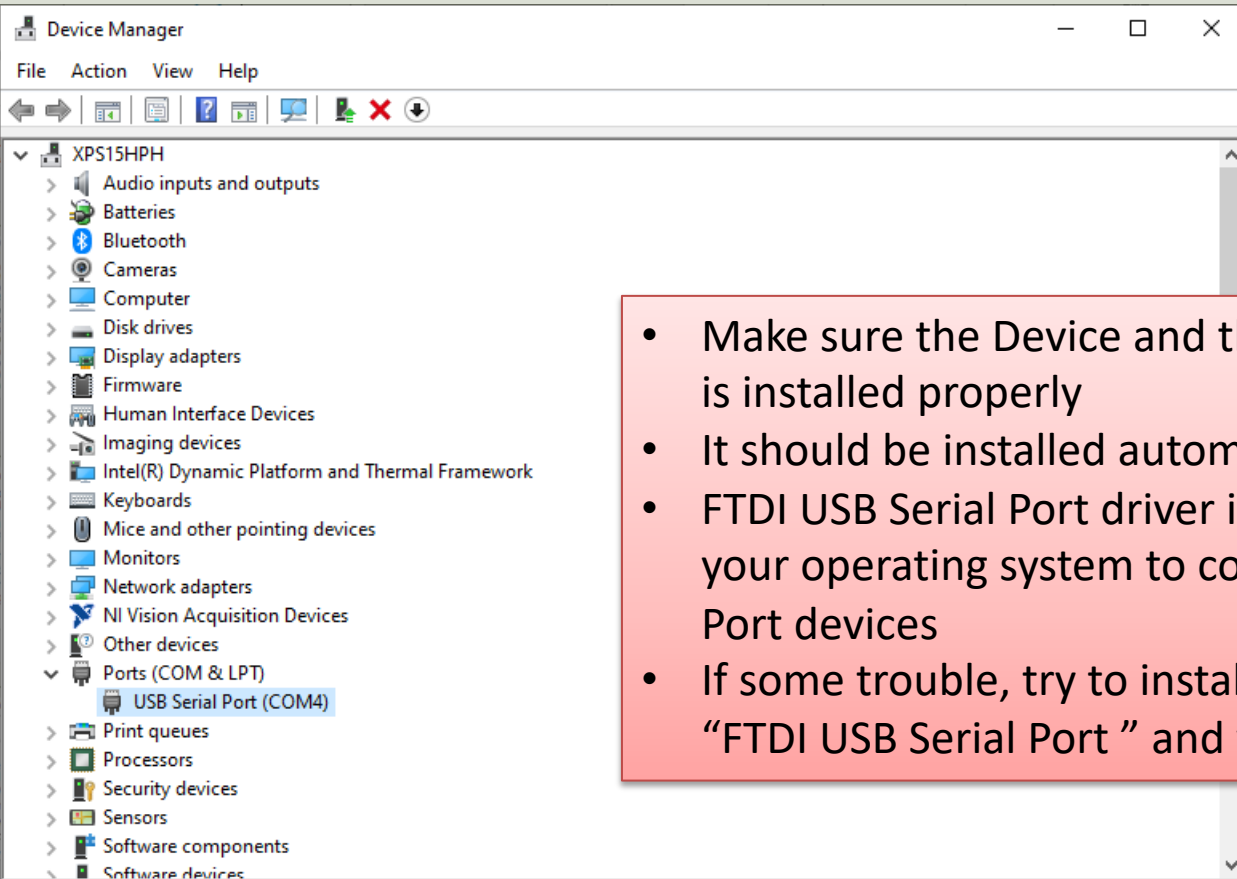 Device Manager
File Action View Help
XPS15HPH
Audio inputs and outputs
Batteries
Bluetooth
Cameras
Computer
Disk drives
Display adapters
Firmware
Human Interface Devices
Imaging devices
Intel(R) Dynamic Platform and Thermal Framework
Keyboards
Mice and other pointing devices
Monitors
Network adapters
NI Vision Acquisition Devices
Other devices
Ports (COM & LPT)
USB Serial Port (COM4)
Print queues
Processors
Security devices
Sensors
Software components
Software devices
• Make sure the Device and
is installed properly
• It should be installed
• FTDI USB Serial Port driver
your operating system to
Port devices
• If some trouble, try to
“FTDI USB Serial Port ” and